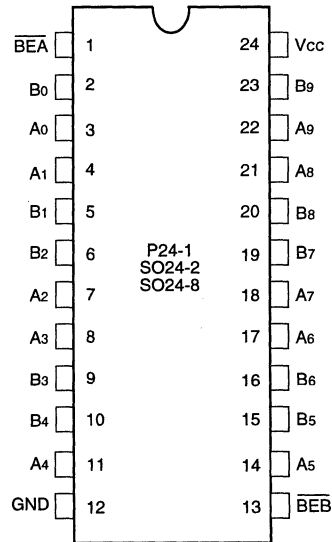 B̅E̅A̅ 1 24 Vcc
B0 2 23 B9
A0 3 22 A9
A1 4 21 A8
B1 5 20 B8
B2 6 19 B7
P24-1
SO24-2
SO24-8
A2 7 18 A7
A3 8 17 A6
B3 9 16 B6
B4 10 15 B5
A4 11 14 A5
GND 12 13 B̅E̅B̅